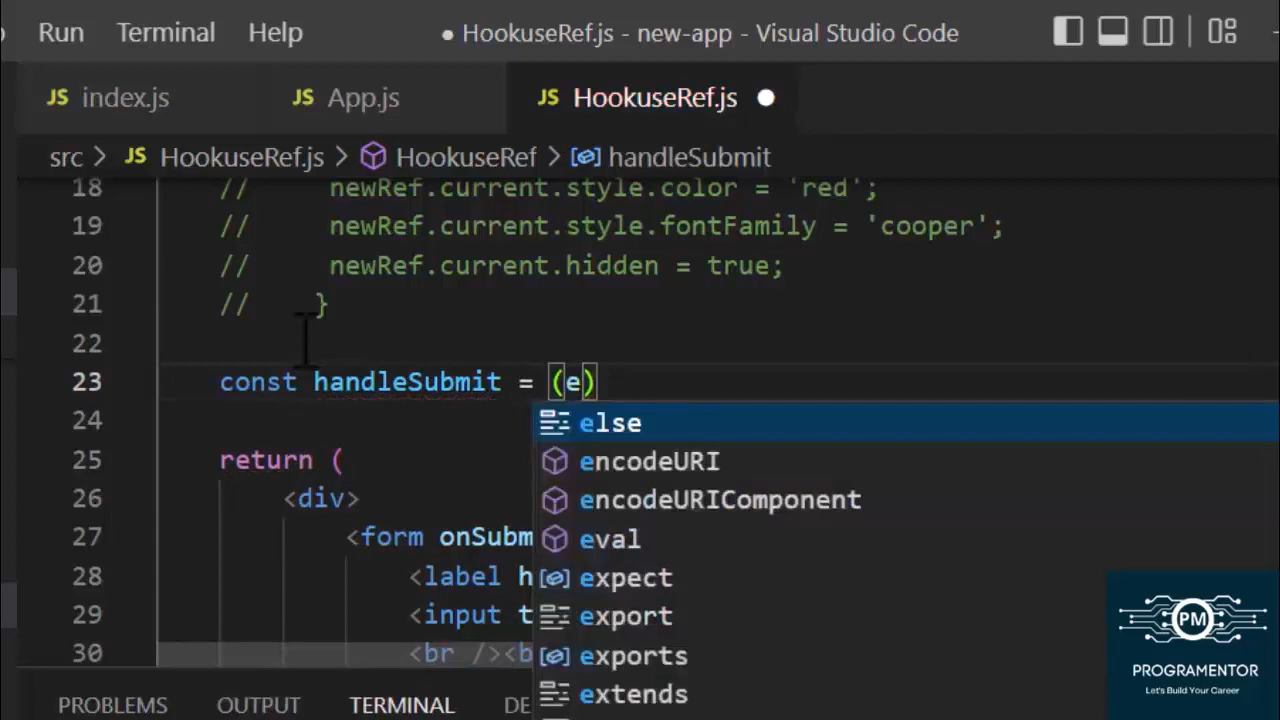 Run Terminal Help ● HookuseRef.js - new-app - Visual Studio Code
JS index.js JS App.js JS HookuseRef.js ●
src > JS HookuseRef.js > HookuseRef > handleSubmit
18 // newRef.current.style.color = 'red';
19 // newRef.current.style.fontFamily = 'cooper';
20 // newRef.current.hidden = true;
21 // }
22
23 const handleSubmit = (e)
24 else
encodeURI
25 return (
encodeURIComponent
26 <div>
eval
27 <form onSubm
expect
28 <label h
export
29 <input t
exports
30 <br /><b
extends
PROBLEMS OUTPUT TERMINAL DE
PM
PROGRAMENTOR
Let's Build Your Career